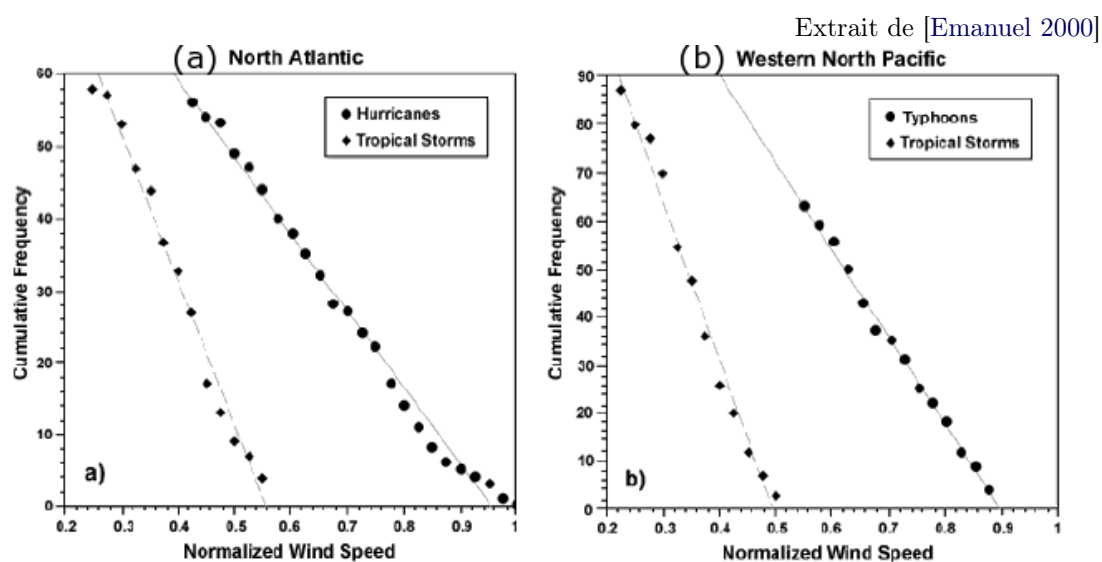 Extrait de [Emanuel 2000]
(a) North Atlantic
60
50
40
30
20
10
0
Cumulative Frequency
● Hurricanes
◆ Tropical Storms
a)
0.2 0.3 0.4 0.5 0.6 0.7 0.8 0.9 1
Normalized Wind Speed
(b) Western North Pacific
90
80
70
60
50
40
30
20
10
0
Cumulative Frequency
● Typhoons
◆ Tropical Storms
b)
0.2 0.4 0.5 0.6 0.7 0.8 0.9 1
Normalized Wind Speed